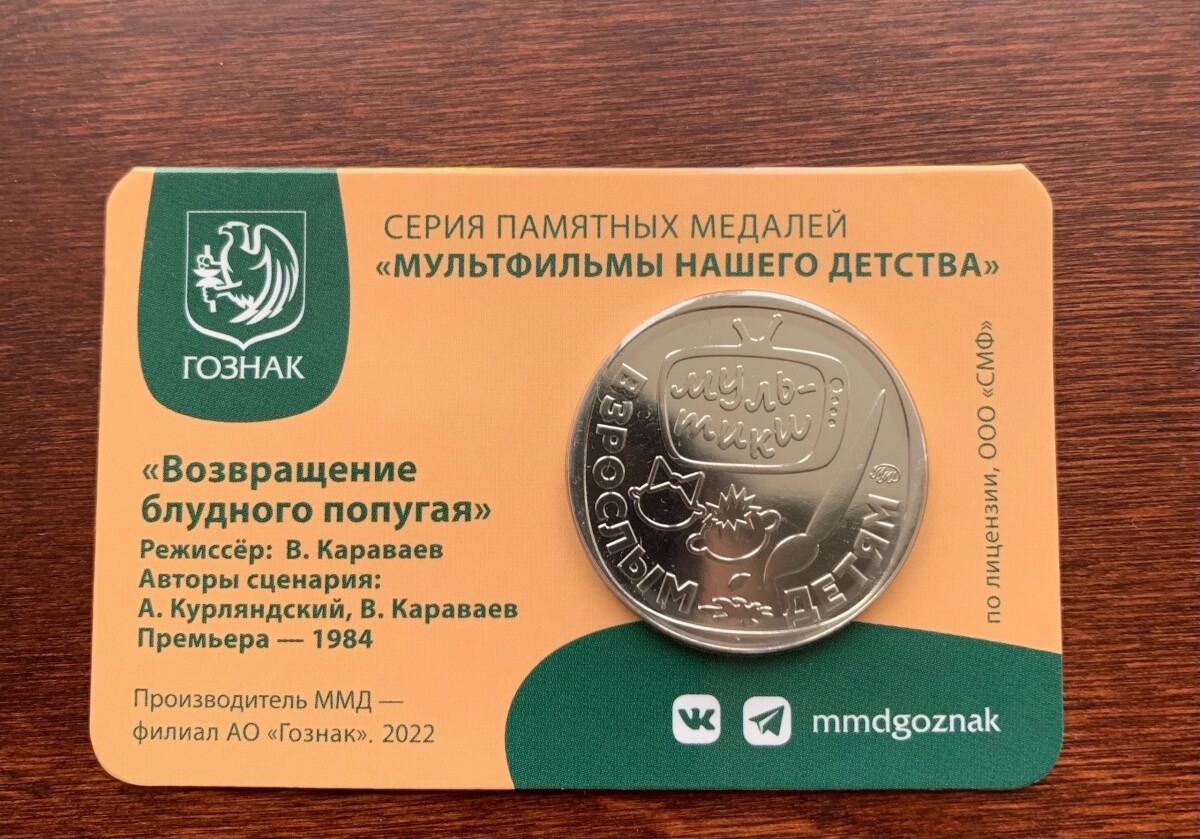 ГОЗНАК
СЕРИЯ ПАМЯТНЫХ МЕДАЛЕЙ
«МУЛЬТФИЛЬМЫ НАШЕГО ДЕТСТВА»
«Возвращение
блудного попугая»
Режиссёр: В. Караваев
Авторы сценария:
А. Курляндский, В. Караваев
Премьера — 1984
Производитель ММД —
филиал АО «Гознак». 2022
муль-
тики
ВЗРОСЛЫМ
ДЕТЯМ
по лицензии, ООО «СМФ»
mmdgoznak